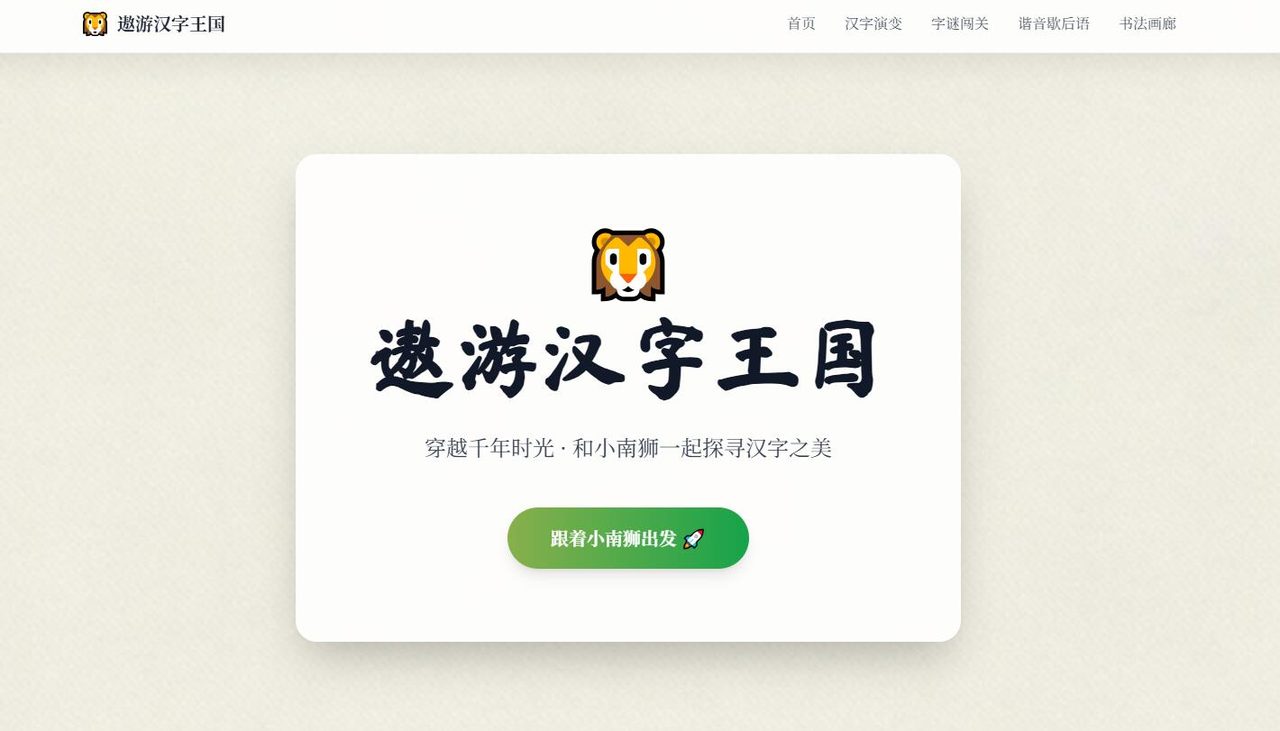 遨游汉字王国
首页 汉字演变 字谜闯关 谐音歇后语 书法画廊
遨游汉字王国
穿越千年时光 · 和小南狮一起探寻汉字之美
跟着小南狮出发 🚀